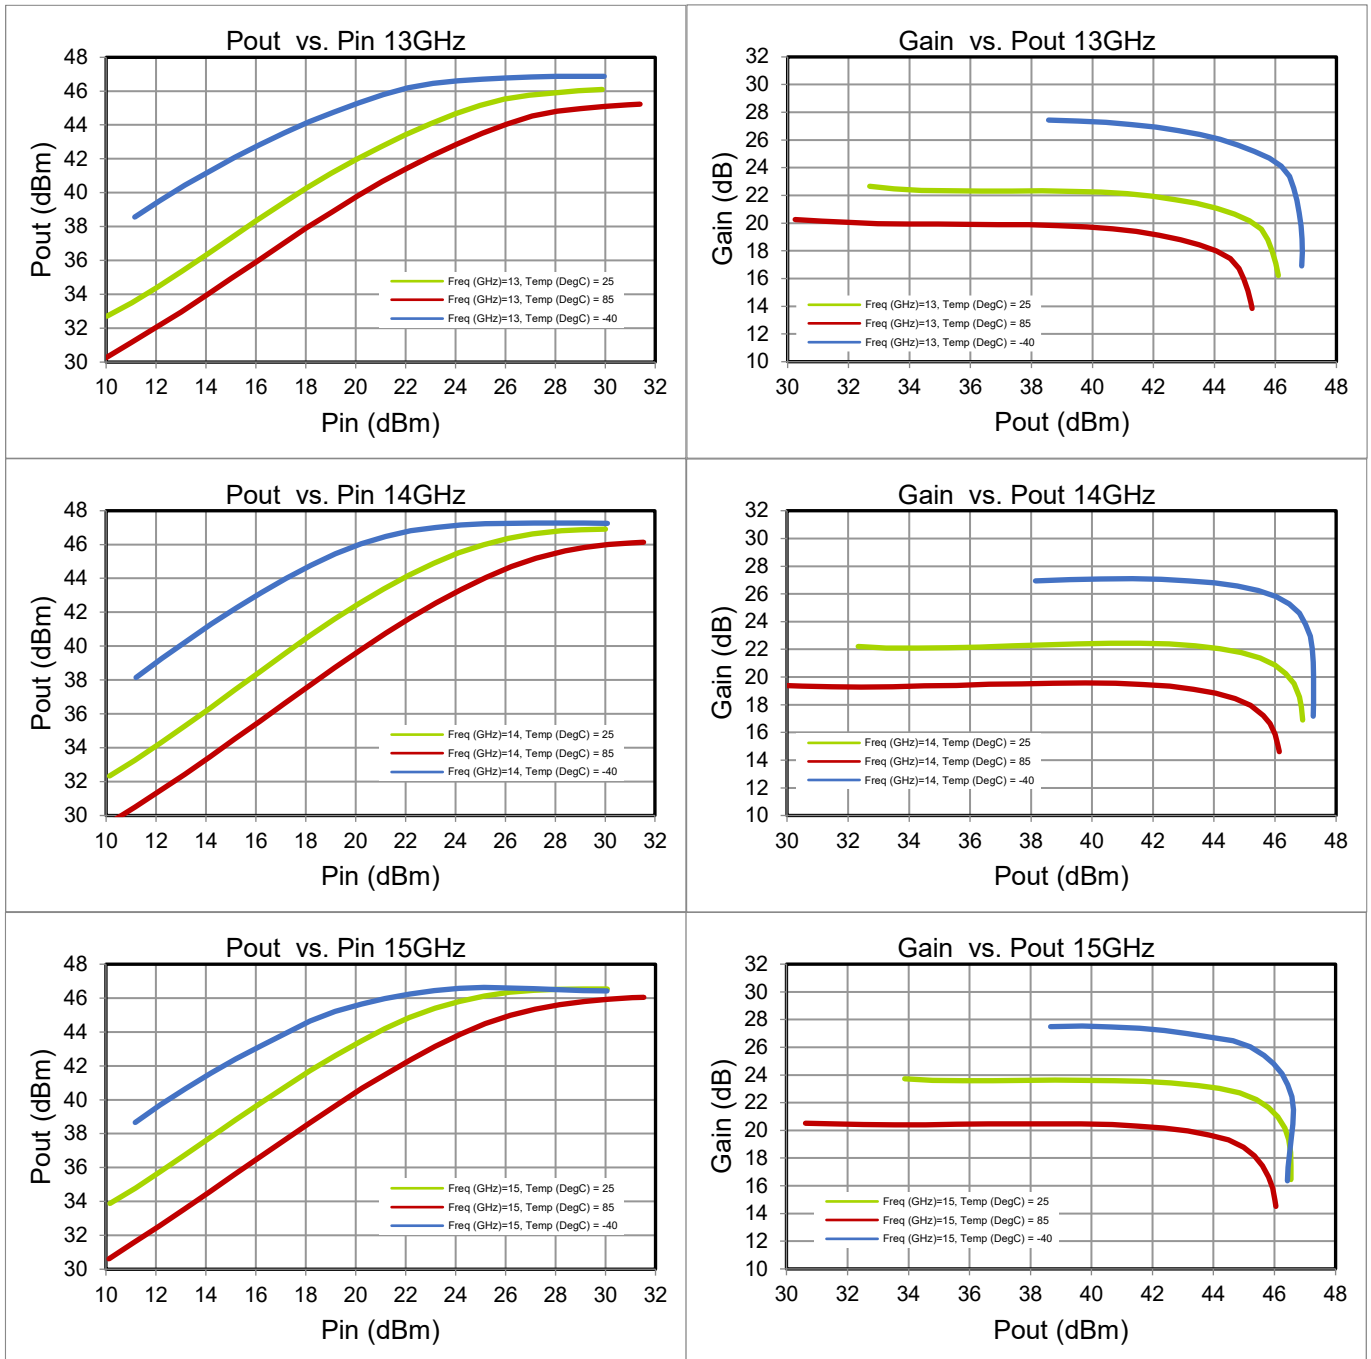 Pout vs. Pin 13GHz
Pout (dBm)
48
46
44
42
40
38
36
34
32
30
Freq (GHz)=13, Temp (DegC) = 25
Freq (GHz)=13, Temp (DegC) = 85
Freq (GHz)=13, Temp (DegC) = -40
10 12 14 16 18 20 22 24 26 28 30 32
Pin (dBm)
Gain vs. Pout 13GHz
Gain (dB)
32
30
28
26
24
22
20
18
16
14
12
10
Freq (GHz)=13, Temp (DegC) = 25
Freq (GHz)=13, Temp (DegC) = 85
Freq (GHz)=13, Temp (DegC) = -40
30 32 34 36 38 40 42 44 46 48
Pout (dBm)
Pout vs. Pin 14GHz
Pout (dBm)
48
46
44
42
40
38
36
34
32
30
Freq (GHz)=14, Temp (DegC) = 25
Freq (GHz)=14, Temp (DegC) = 85
Freq (GHz)=14, Temp (DegC) = -40
10 12 14 16 18 20 22 24 26 28 30 32
Pin (dBm)
Gain vs. Pout 14GHz
Gain (dB)
32
30
28
26
24
22
20
18
16
14
12
10
Freq (GHz)=14, Temp (DegC) = 25
Freq (GHz)=14, Temp (DegC) = 85
Freq (GHz)=14, Temp (DegC) = -40
30 32 34 36 38 40 42 44 46 48
Pout (dBm)
Pout vs. Pin 15GHz
Pout (dBm)
48
46
44
42
40
38
36
34
32
30
Freq (GHz)=15, Temp (DegC) = 25
Freq (GHz)=15, Temp (DegC) = 85
Freq (GHz)=15, Temp (DegC) = -40
10 12 14 16 18 20 22 24 26 28 30 32
Pin (dBm)
Gain vs. Pout 15GHz
Gain (dB)
32
30
28
26
24
22
20
18
16
14
12
10
Freq (GHz)=15, Temp (DegC) = 25
Freq (GHz)=15, Temp (DegC) = 85
Freq (GHz)=15, Temp (DegC) = -40
30 32 34 36 38 40 42 44 46 48
Pout (dBm)